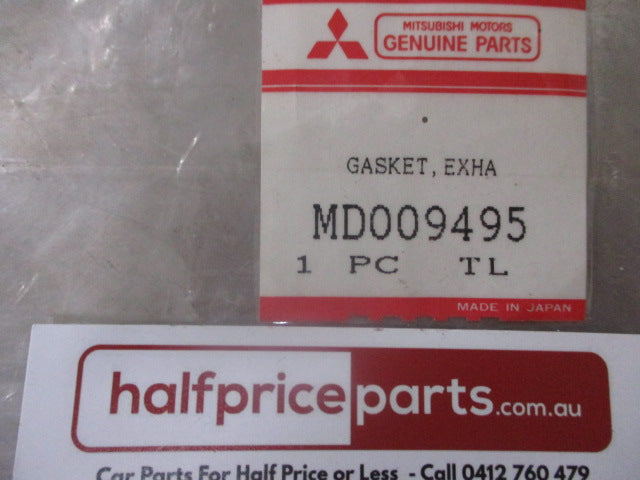 MITSUBISHI MOTORS
GENUINE PARTS
GASKET, EXHA
MD009495
1 PC TL
MADE IN JAPAN
halfpriceparts.com.au
Car Parts For Half Price or Less - Call 0412 760 479